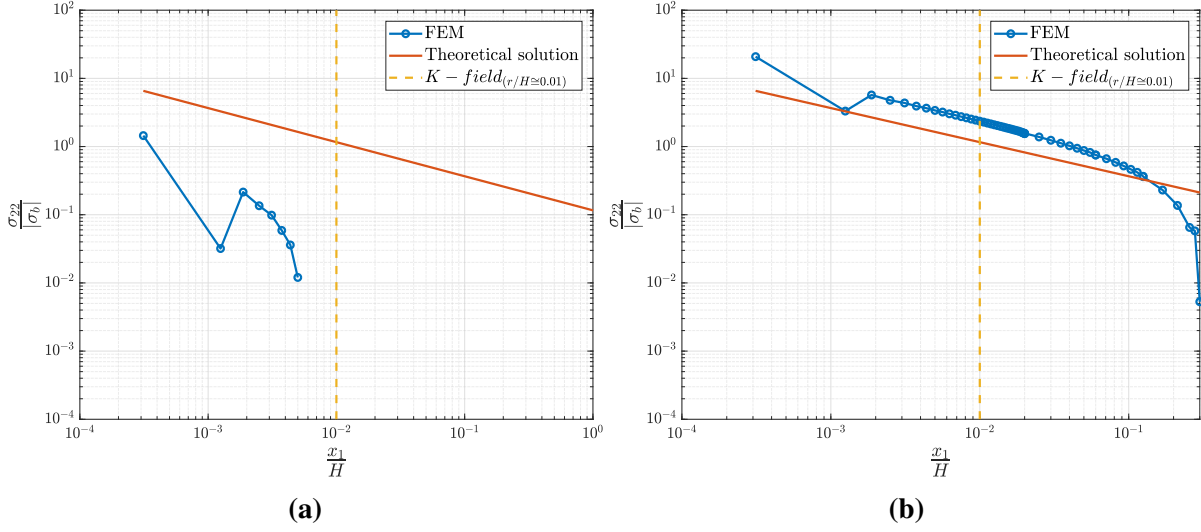 10^2
10^1
10^0
10^-1
10^-2
10^-3
10^-4
σ22/|σb|
10^-4
10^-3
10^-2
10^-1
10^0
x1/H
FEM
Theoretical solution
K − field(r/H≅0.01)
(a)
10^2
10^1
10^0
10^-1
10^-2
10^-3
10^-4
σ22/|σb|
10^-4
10^-3
10^-2
10^-1
x1/H
FEM
Theoretical solution
K − field(r/H≅0.01)
(b)